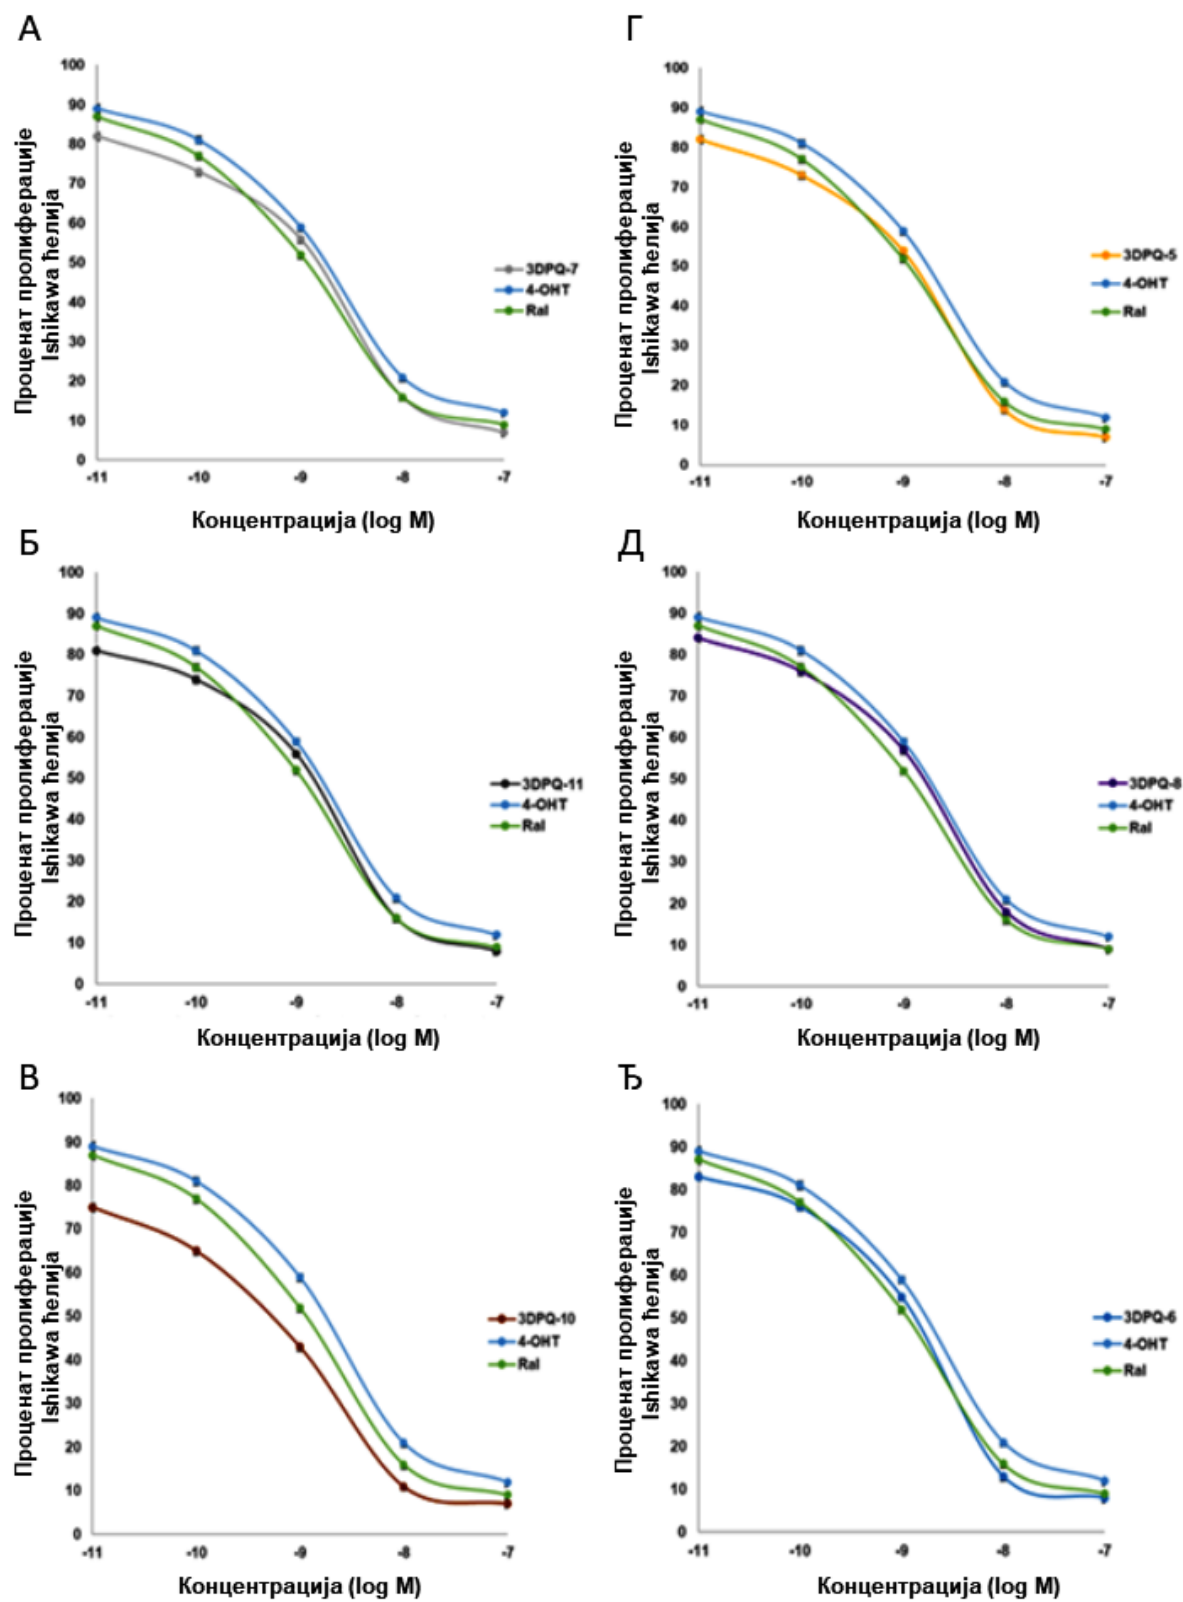 А
100
90
80
70
60
50
40
30
20
10
0
-11
-10
-9
-8
-7
Проценат пролиферације
Ishikawa ћелија
Концентрација (log M)
3DPQ-7
4-OHT
Ral
Г
100
90
80
70
60
50
40
30
20
10
0
-11
-10
-9
-8
-7
Проценат пролиферације
Ishikawa ћелија
Концентрација (log M)
3DPQ-5
4-OHT
Ral
Б
100
90
80
70
60
50
40
30
20
10
0
-11
-10
-9
-8
-7
Проценат пролиферације
Ishikawa ћелија
Концентрација (log M)
3DPQ-11
4-OHT
Ral
Д
100
90
80
70
60
50
40
30
20
10
0
-11
-10
-9
-8
-7
Проценат пролиферације
Ishikawa ћелија
Концентрација (log M)
3DPQ-8
4-OHT
Ral
В
100
90
80
70
60
50
40
30
20
10
0
-11
-10
-9
-8
-7
Проценат пролиферације
Ishikawa ћелија
Концентрација (log M)
3DPQ-10
4-OHT
Ral
Ђ
100
90
80
70
60
50
40
30
20
10
0
-11
-10
-9
-8
-7
Проценат пролиферације
Ishikawa ћелија
Концентрација (log M)
3DPQ-6
4-OHT
Ral